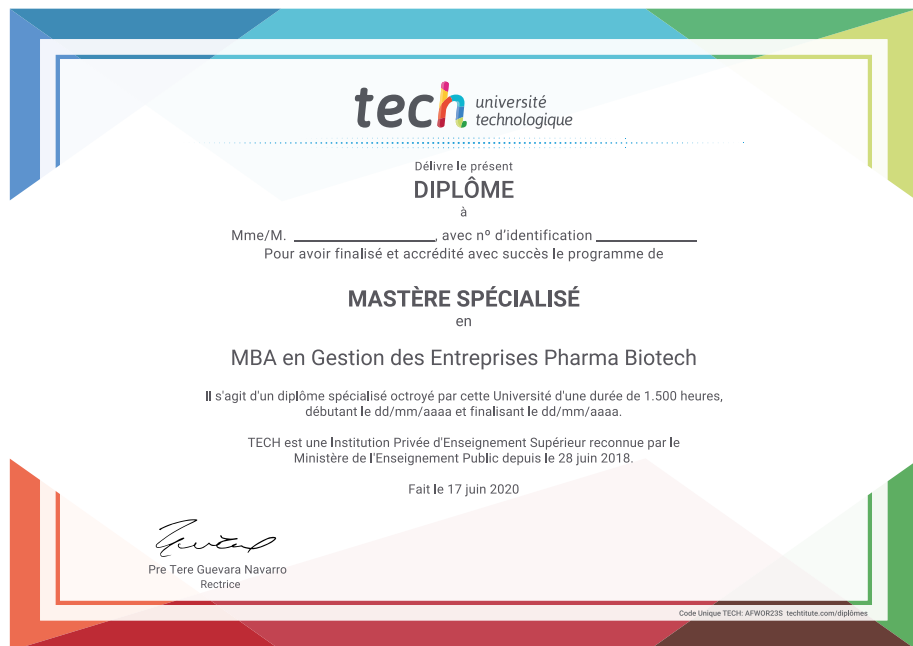 tech université
technologique
Délivre le présent
DIPLÔME
à
Mme/M. ____________, avec nº d'identification ____________
Pour avoir finalisé et accrédité avec succès le programme de
MASTÈRE SPÉCIALISÉ
en
MBA en Gestion des Entreprises Pharma Biotech
Il s'agit d'un diplôme spécialisé octroyé par cette Université d'une durée de 1.500 heures,
débutant le dd/mm/aaaa et finalisant le dd/mm/aaaa.
TECH est une Institution Privée d'Enseignement Supérieur reconnue par le
Ministère de l'Enseignement Public depuis le 28 juin 2018.
Fait le 17 juin 2020
Pre Tere Guevara Navarro
Rectrice
Code Unique TECH: AFWOR23S techtitute.com/diplômes